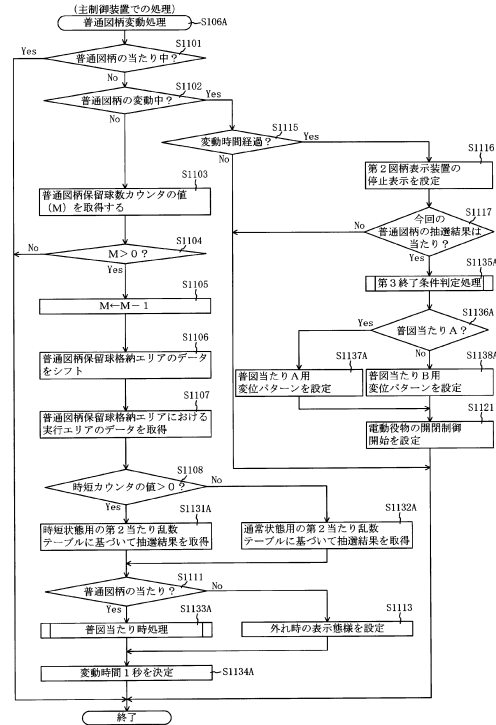 (主制御装置での処理)
普通図柄変動処理
S106A
S1101
Yes
普通図柄の当たり中?
No
S1102
普通図柄の変動中?
Yes
No
S1115
変動時間経過?
Yes
No
S1116
第2図柄表示装置の
停止表示を設定
S1103
普通図柄保留球数カウンタの値
(M)を取得する
S1117
今回の
普通図柄の抽選結果は
当たり?
No
Yes
S1104
No
M>0?
Yes
S1135A
第3終了条件判定処理
S1105
M←M-1
S1136A
普図当たりA?
Yes
No
S1106
普通図柄保留球格納エリアのデータ
をシフト
S1137A
普図当たりA用
変位パターンを設定
S1138A
普図当たりB用
変位パターンを設定
S1107
普通図柄保留球格納エリアにおける
実行エリアのデータを取得
S1121
電動役物の開閉制御
開始を設定
S1108
時短カウンタの値>0?
No
Yes
S1131A
時短状態用の第2当たり乱数
テーブルに基づいて抽選結果を取得
S1132A
通常状態用の第2当たり乱数
テーブルに基づいて抽選結果を取得
S1111
普通図柄の当たり?
No
Yes
S1133A
普図当たり時処理
S1113
外れ時の表示態様を設定
変動時間1秒を決定
S1134A
終了